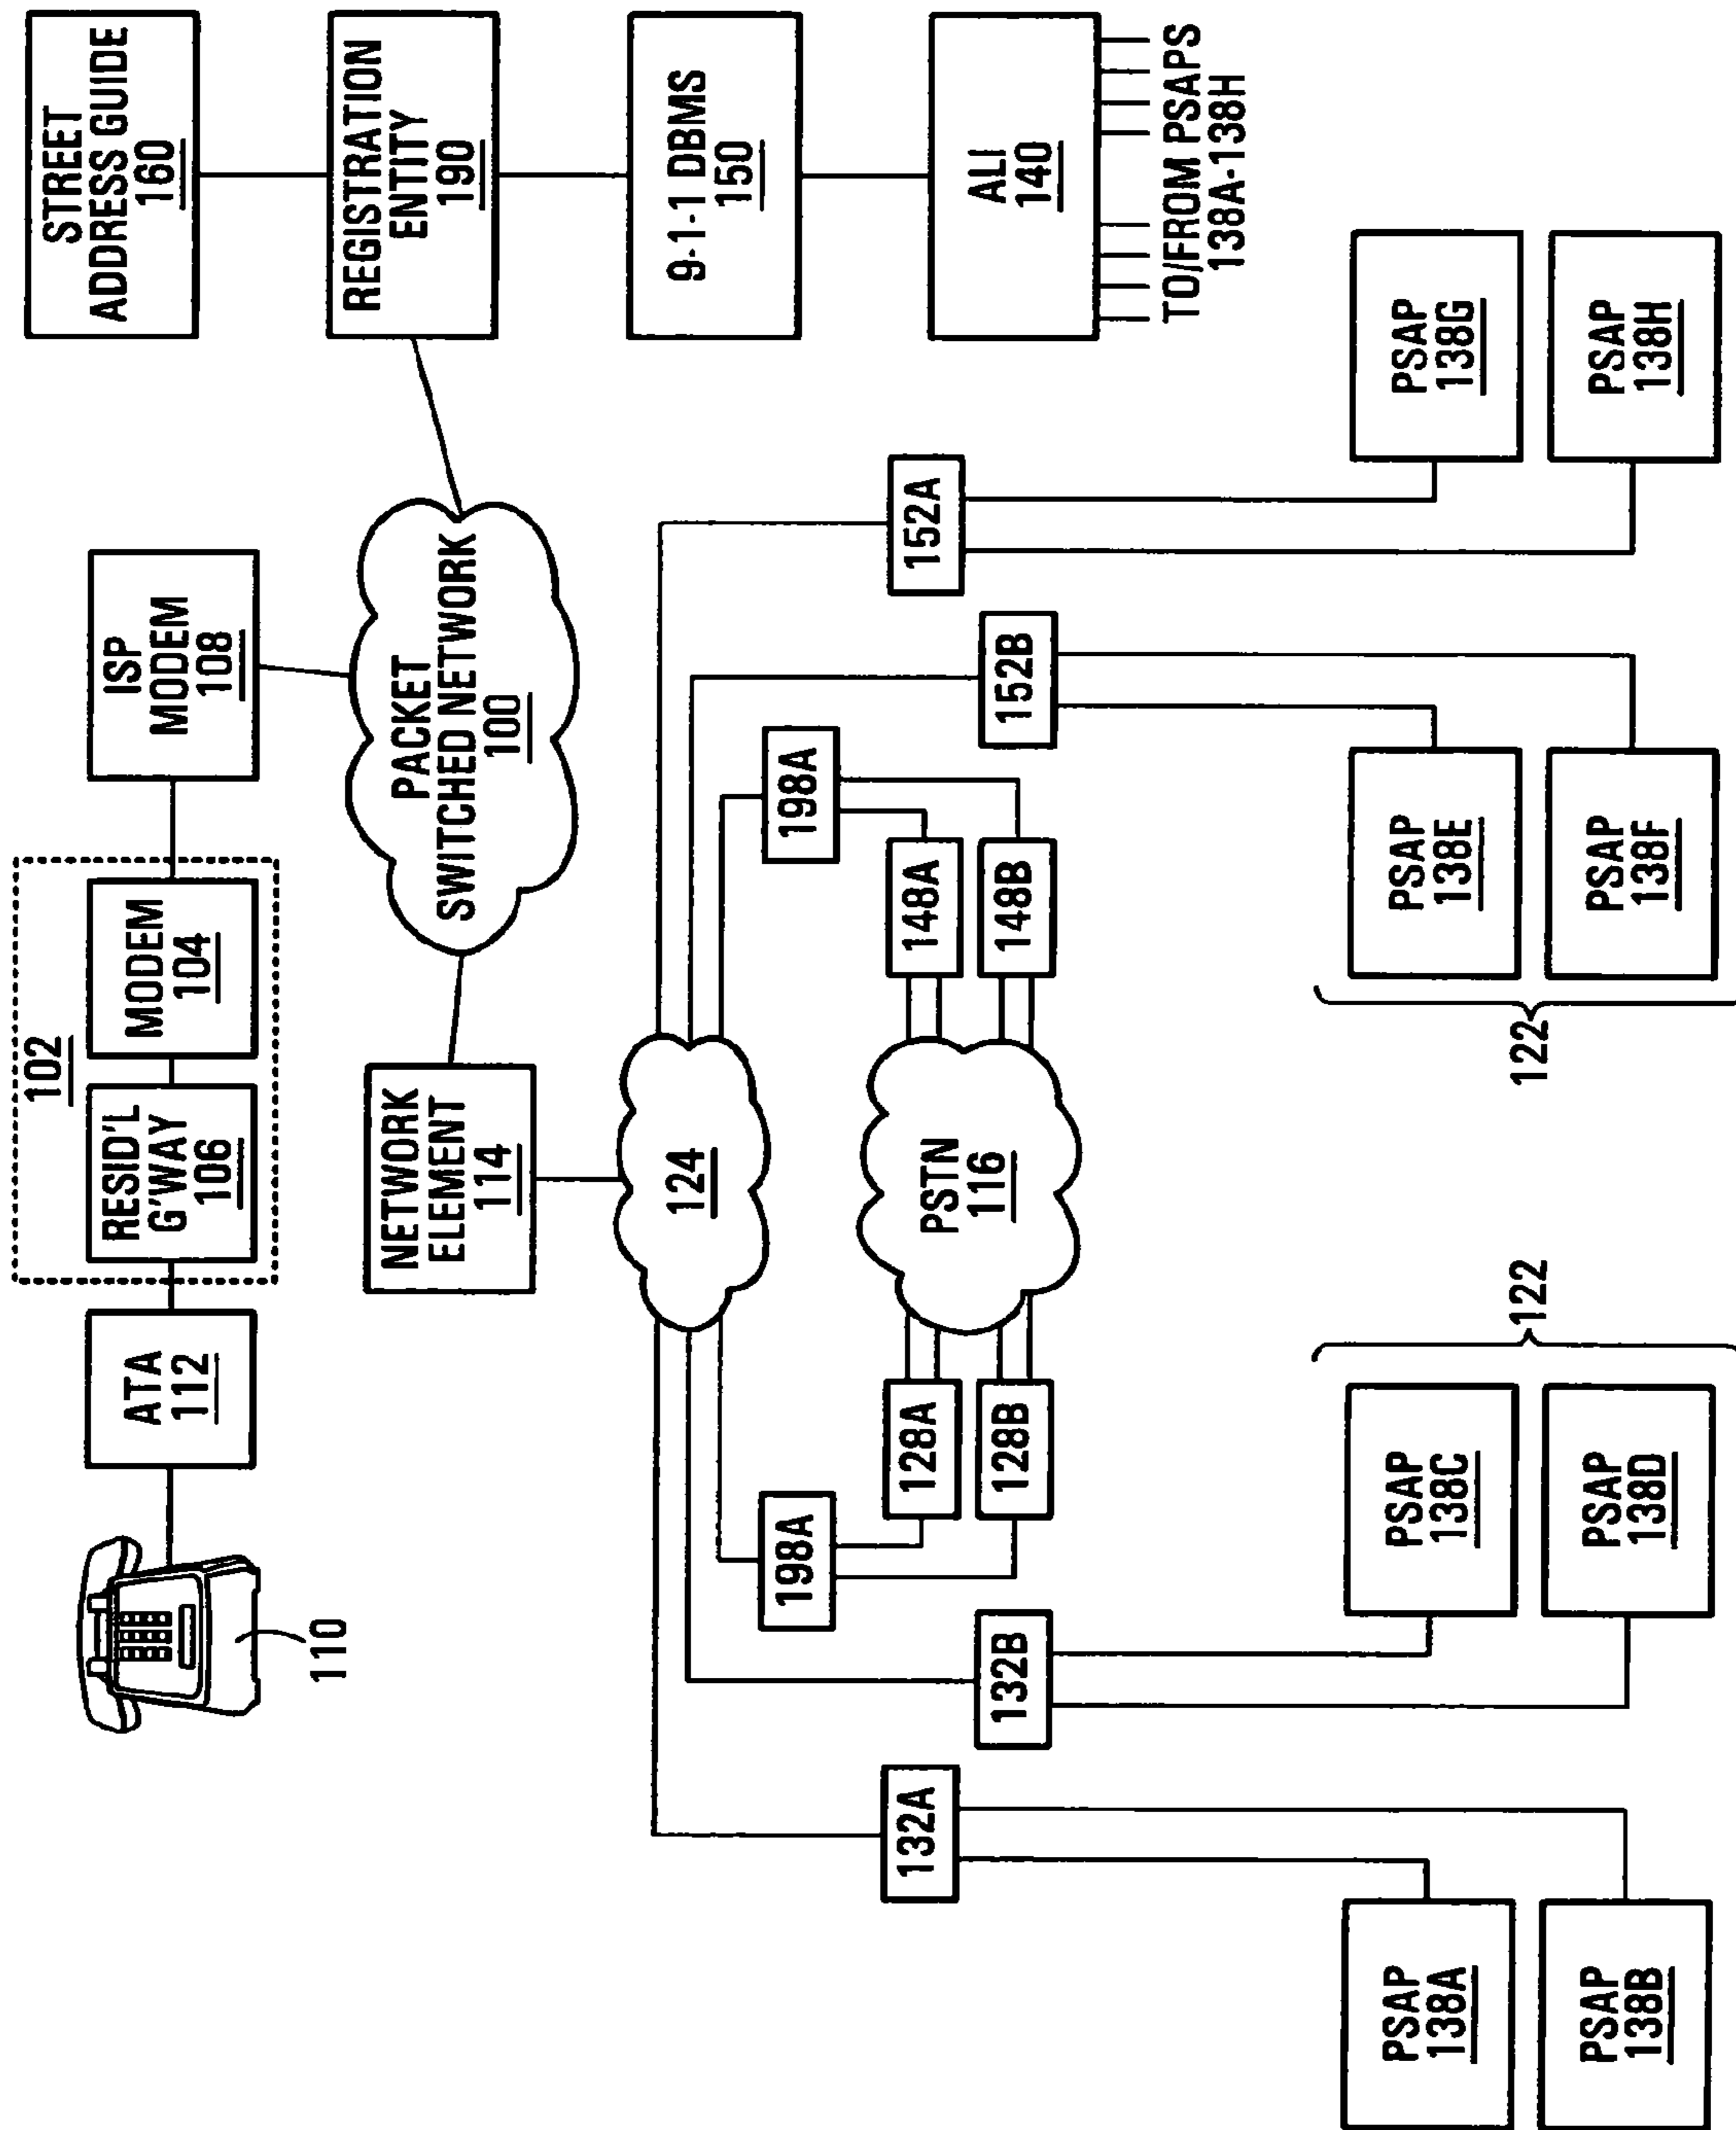 102
ATA
112
RESID'L
G'WAY
106
MODEM
104
ISP
MODEM
108
STREET
ADDRESS GUIDE
160
110
NETWORK
ELEMENT
114
PACKET
SWITCHED NETWORK
100
REGISTRATION
ENTITY
190
124
9-1-1 DBMS
150
198A
198A
132A
128A
PSTN
116
148A
152A
ALI
140
132B
128B
148B
152B
TO/FROM PSAPS
138A-138H
PSAP
138A
PSAP
138C
PSAP
138E
PSAP
138G
122
122
PSAP
138B
PSAP
138D
PSAP
138F
PSAP
138H